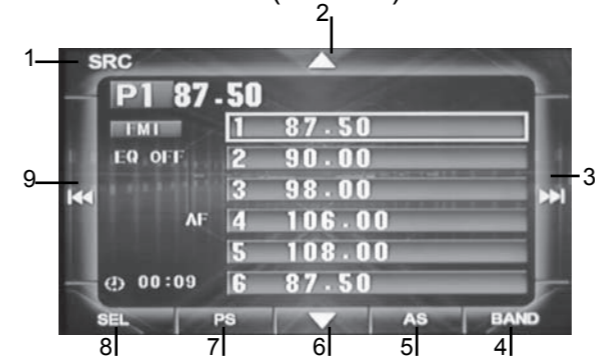 2
1 SRC
P1 87.50
FM1
1 87.50
EQ OFF 2 90.00
9 3 98.00 3
AF 4 106.00
5 108.00
00:09 6 87.50
SEL PS AS BAND
8 7 6 5 4